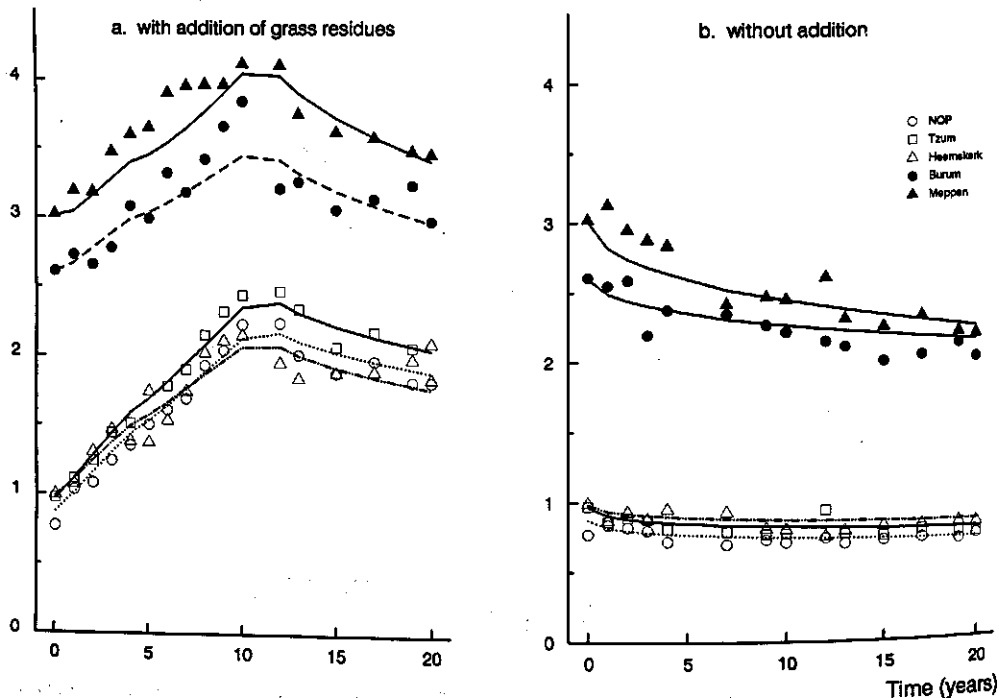 a. with addition of grass residues
4
3
2
1
0
0 5 10 15 20
b. without addition
4
3
2
1
0
NOP
Tzum
Heemskerk
Burum
Meppen
0 5 10 15 20
Time (years)